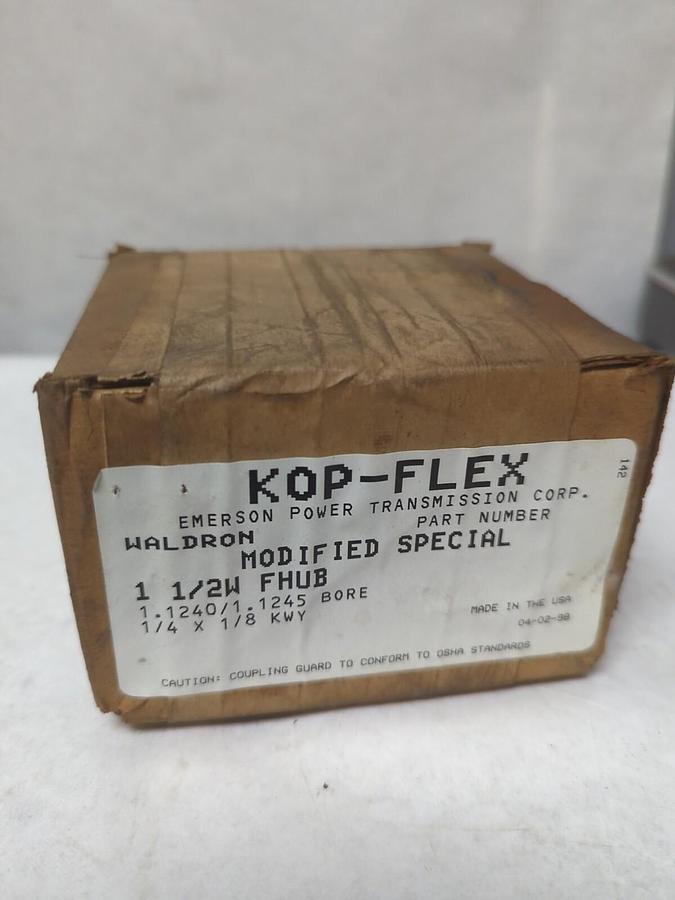 142
KOP-FLEX
EMERSON POWER TRANSMISSION CORP.
PART NUMBER
WALDRON
MODIFIED SPECIAL
1 1/2W FHUB
1.1240/1.1245 BORE
1/4 X 1/8 KWY
MADE IN THE USA
04-02-98
CAUTION: COUPLING GUARD TO CONFORM TO OSHA STANDARDS